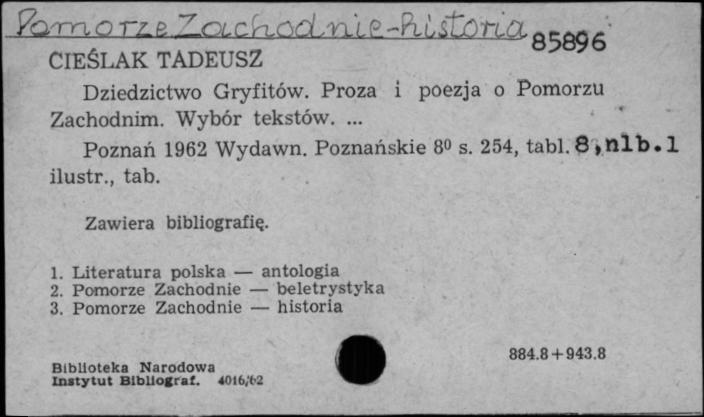 Pomorze Zachodnie-historia
85896
CIEŚLAK TADEUSZ
Dziedzictwo Gryfitów. Proza i poezja o Pomorzu
Zachodnim. Wybór tekstów. ...
Poznań 1962 Wydawn. Poznańskie 8⁰ s. 254, tabl. 8, nlb. 1
ilustr., tab.
Zawiera bibliografię.
1. Literatura polska — antologia
2. Pomorze Zachodnie — beletrystyka
3. Pomorze Zachodnie — historia
884.8+943.8
Biblioteka Narodowa
Instytut Bibliograf. 4016/62